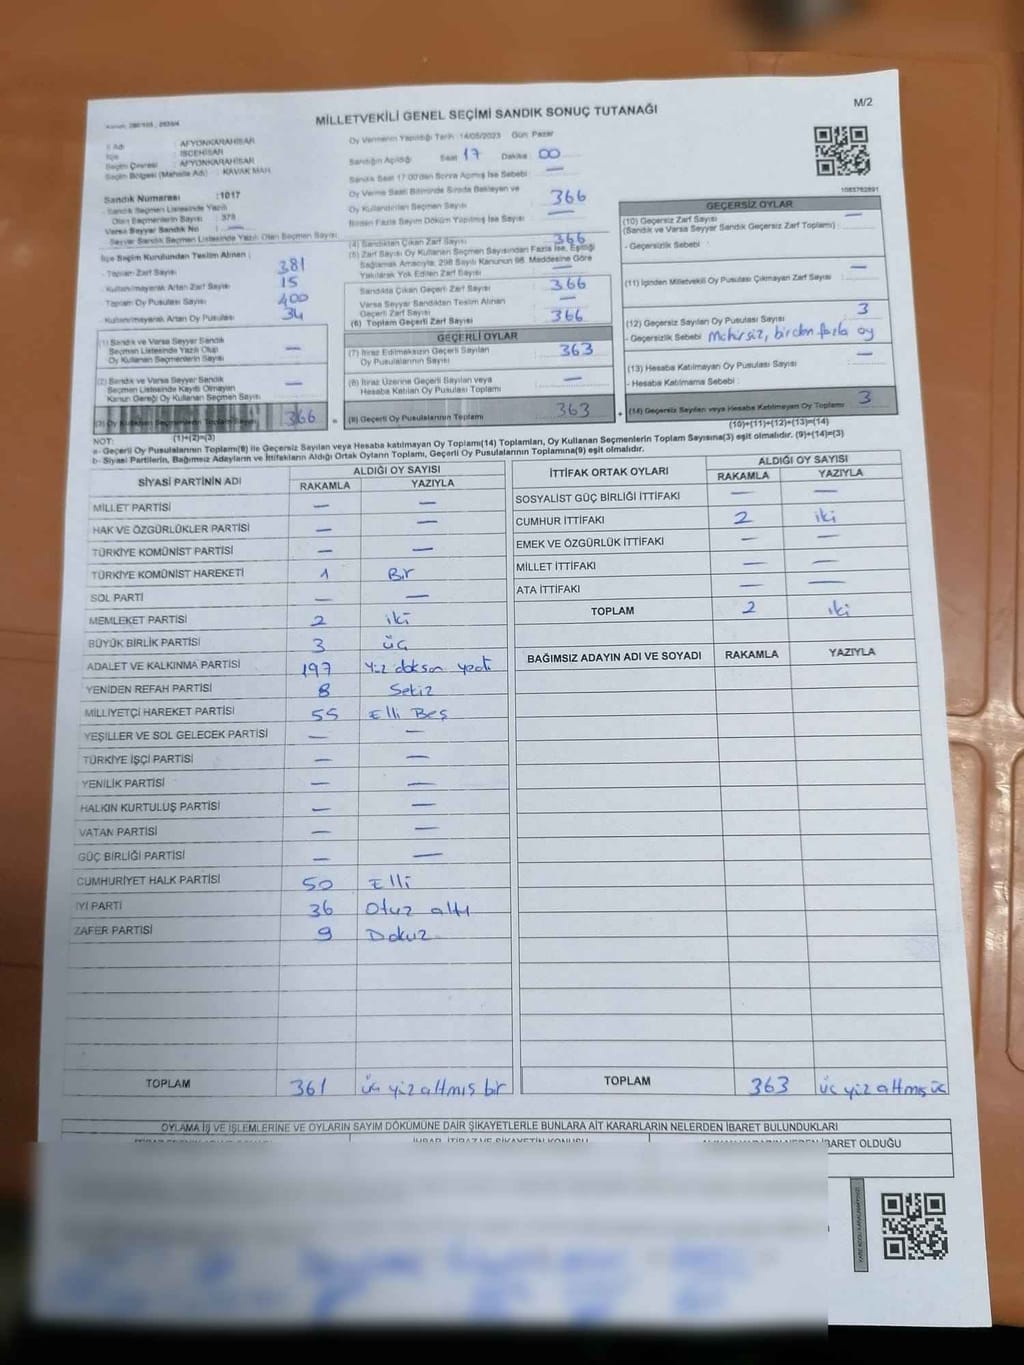 M/2
MİLLETVEKİLİ GENEL SEÇİMİ SANDIK SONUÇ TUTANAĞI
İl Adı : AFYONKARAHİSAR
İlçe : İSCEHİSAR
Seçim Çevresi : AFYONKARAHİSAR
Seçim Bölgesi (Mahalle Adı) : KAVAK MAH.
Sandık Numarası :1017
Sandık Seçmen Listesinde Yazılı
Olan Seçmenlerin Sayısı : 378
Varsa Seyyar Sandık No : —
Seyyar Sandık Seçmen Listesinde Yazılı Olan Seçmen Sayısı
İlçe Seçim Kurulundan Teslim Alınan :
Toplam Zarf Sayısı 381
Kullanılmayarak Artan Zarf Sayısı 15
Toplam Oy Pusulası Sayısı 400
Kullanılmayarak Artan Oy Pusulası 34
(1) Sandık ve Varsa Seyyar Sandık
Seçmen Listesinde Yazılı Olup
Oy Kullanan Seçmenlerin Sayısı —
(2) Sandık ve Varsa Seyyar Sandık
Seçmen Listesinde Kayıtlı Olmayan
Kanun Gereği Oy Kullanan Seçmen Sayısı —
(3) Oy Kullanan Seçmenlerin Toplam Sayısı 366
(1)+(2)=(3)
Oy Vermenin Yapıldığı Tarih :14/05/2023 Gün: Pazar
Sandığın Açıldığı Saat 17 Dakika 00
Sandık Saat 17:00'den Sonra Açılmış İse Sebebi —
Oy Verme Saati Bitiminde Sırada Bekleyen ve
Oy Kullandırılan Seçmen Sayısı 366
Birden Fazla Sayım Döküm Yapılmış İse Sayısı —
(4) Sandıktan Çıkan Zarf Sayısı 366
(5) Zarf Sayısı Oy Kullanan Seçmen Sayısından Fazla İse, Eşitliği
Sağlamak Amacıyla, 298 Sayılı Kanunun 98. Maddesine Göre
Yakılarak Yok Edilen Zarf Sayısı —
Sandıkta Çıkan Geçerli Zarf Sayısı 366
Varsa Seyyar Sandıktan Teslim Alınan
Geçerli Zarf Sayısı —
(6) Toplam Geçerli Zarf Sayısı 366
GEÇERLİ OYLAR
(7) İtiraz Edilmeksizin Geçerli Sayılan
Oy Pusulalarının Sayısı 363
(8) İtiraz Üzerine Geçerli Sayılan veya
Hesaba Katılan Oy Pusulası Toplamı —
= (9) Geçerli Oy Pusulalarının Toplamı 363
1083762891
GEÇERSİZ OYLAR
(10) Geçersiz Zarf Sayısı —
(Sandık ve Varsa Seyyar Sandık Geçersiz Zarf Toplamı)
- Geçersizlik Sebebi :
(11) İçinden Milletvekili Oy Pusulası Çıkmayan Zarf Sayısı —
(12) Geçersiz Sayılan Oy Pusulası Sayısı 3
- Geçersizlik Sebebi Mühürsüz, birden fazla oy
(13) Hesaba Katılmayan Oy Pusulası Sayısı —
- Hesaba Katılmama Sebebi :
+ (14) Geçersiz Sayılan veya Hesaba Katılmayan Oy Toplamı 3
(10)+(11)+(12)+(13)=(14)
NOT:
a- Geçerli Oy Pusulalarının Toplamı(9) ile Geçersiz Sayılan veya Hesaba katılmayan Oy Toplam(14) Toplamları, Oy Kullanan Seçmenlerin Toplam Sayısına(3) eşit olmalıdır. (9)+(14)=(3)
b- Siyasi Partilerin, Bağımsız Adayların ve İttifakların Aldığı Ortak Oyların Toplamı, Geçerli Oy Pusulalarının Toplamına(9) eşit olmalıdır.
SİYASİ PARTİNİN ADI ALDIĞI OY SAYISI
RAKAMLA YAZIYLA
MİLLET PARTİSİ — —
HAK VE ÖZGÜRLÜKLER PARTİSİ — —
TÜRKİYE KOMÜNİST PARTİSİ — —
TÜRKİYE KOMÜNİST HAREKETİ 1 Bir
SOL PARTİ — —
MEMLEKET PARTİSİ 2 iki
BÜYÜK BİRLİK PARTİSİ 3 üç
ADALET VE KALKINMA PARTİSİ 197 Yüz doksan yedi
YENİDEN REFAH PARTİSİ 8 Sekiz
MİLLİYETÇİ HAREKET PARTİSİ 55 Elli Beş
YEŞİLLER VE SOL GELECEK PARTİSİ — —
TÜRKİYE İŞÇİ PARTİSİ — —
YENİLİK PARTİSİ — —
HALKIN KURTULUŞ PARTİSİ — —
VATAN PARTİSİ — —
GÜÇ BİRLİĞİ PARTİSİ — —
CUMHURİYET HALK PARTİSİ 50 Elli
İYİ PARTİ 36 Otuz altı
ZAFER PARTİSİ 9 Dokuz
TOPLAM 361 üç yüz altmış bir
İTTİFAK ORTAK OYLARI ALDIĞI OY SAYISI
RAKAMLA YAZIYLA
SOSYALİST GÜÇ BİRLİĞİ İTTİFAKI — —
CUMHUR İTTİFAKI 2 iki
EMEK VE ÖZGÜRLÜK İTTİFAKI — —
MİLLET İTTİFAKI — —
ATA İTTİFAKI — —
TOPLAM 2 iki
BAĞIMSIZ ADAYIN ADI VE SOYADI RAKAMLA YAZIYLA
TOPLAM 363 üç yüz altmış üç
OYLAMA İŞ VE İŞLEMLERİNE VE OYLARIN SAYIM DÖKÜMÜNE DAİR ŞİKAYETLERLE BUNLARA AİT KARARLARIN NELERDEN İBARET BULUNDUKLARI
İHBAR, İTİRAZ VE ŞİKAYETİN KONUSU
İBARET OLDUĞU